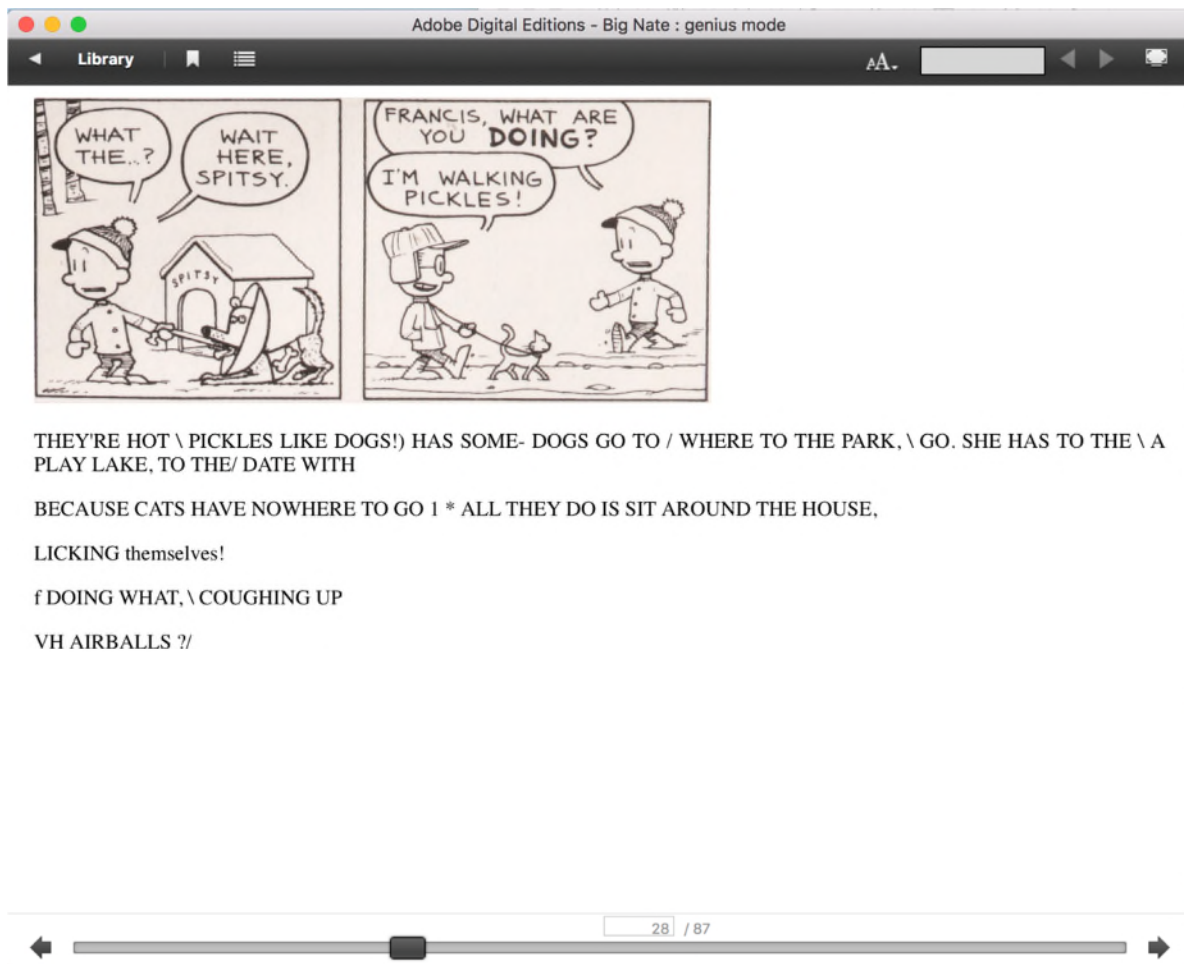 Adobe Digital Editions - Big Nate : genius mode
Library
AA
WHAT
THE..?
WAIT
HERE,
SPITSY.
SPITSY
FRANCIS, WHAT ARE
YOU DOING?
I'M WALKING
PICKLES!
THEY'RE HOT \ PICKLES LIKE DOGS!) HAS SOME- DOGS GO TO / WHERE TO THE PARK, \ GO. SHE HAS TO THE \ A
PLAY LAKE, TO THE/ DATE WITH
BECAUSE CATS HAVE NOWHERE TO GO 1 * ALL THEY DO IS SIT AROUND THE HOUSE,
LICKING themselves!
f DOING WHAT, \ COUGHING UP
VH AIRBALLS ?/
28 / 87